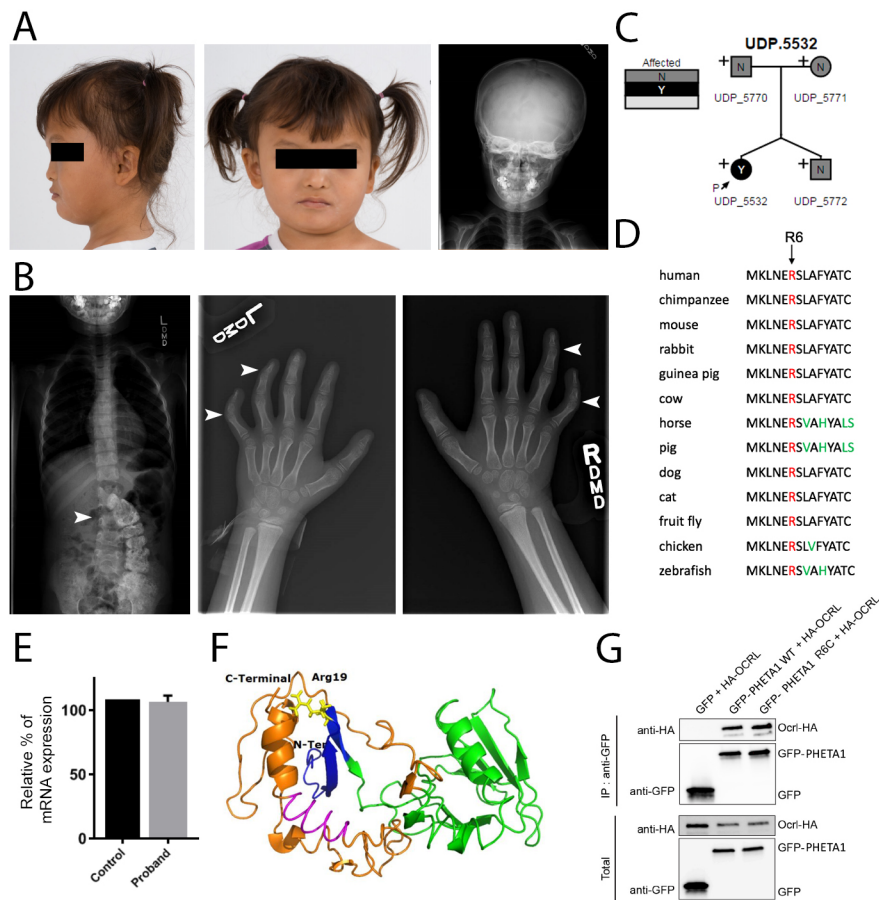 A
C
UDP.5532
Affected
N
Y
+
N
+
N
UDP_5770
UDP_5771
+
Y
+
N
P
UDP_5532
UDP_5772
D
R6
human MKLNERSLAFYATC
chimpanzee MKLNERSLAFYATC
mouse MKLNERSLAFYATC
rabbit MKLNERSLAFYATC
guinea pig MKLNERSLAFYATC
cow MKLNERSLAFYATC
horse MKLNERSVAHYALS
pig MKLNERSVAHYALS
dog MKLNERSLAFYATC
cat MKLNERSLAFYATC
fruit fly MKLNERSLAFYATC
chicken MKLNERSLVFYATC
zebrafish MKLNERSVAHYATC
B
L
DMD
LDMD
RDMD
E
Relative % of
mRNA expression
100
50
0
Control
Proband
F
C-Terminal
Arg19
N-Ter
G
GFP + HA-OCRL
GFP-PHETA1 WT + HA-OCRL
GFP- PHETA1 R6C + HA-OCRL
IP : anti-GFP
anti-HA
Ocrl-HA
GFP-PHETA1
anti-GFP
GFP
Total
anti-HA
Ocrl-HA
GFP-PHETA1
anti-GFP
GFP